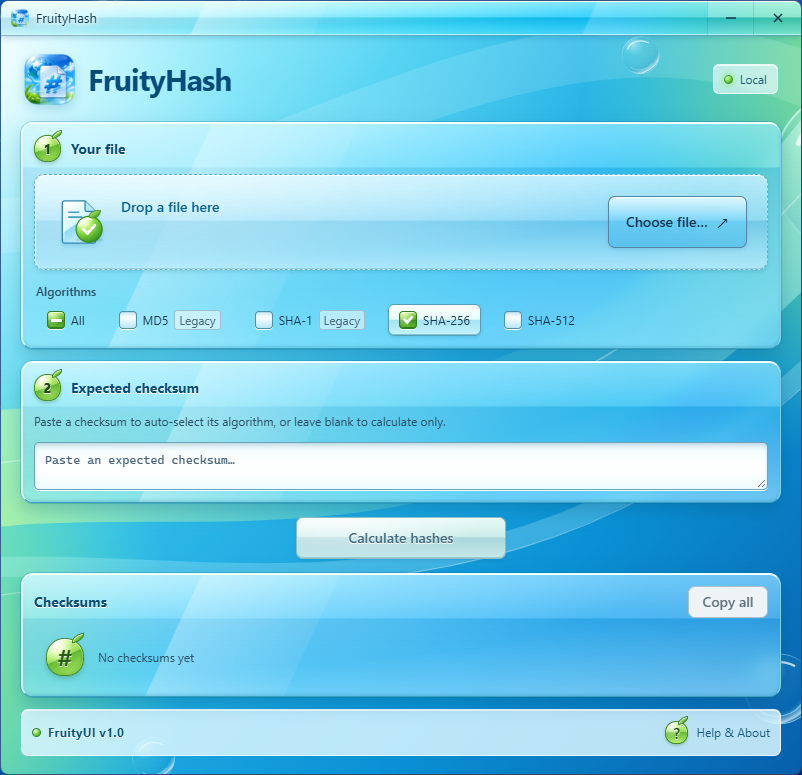 FruityHash
FruityHash
Local
1 Your file
Drop a file here
Choose file... ↗
Algorithms
All MD5 Legacy SHA-1 Legacy SHA-256 SHA-512
2 Expected checksum
Paste a checksum to auto-select its algorithm, or leave blank to calculate only.
Paste an expected checksum…
Calculate hashes
Checksums
Copy all
# No checksums yet
FruityUI v1.0
? Help & About